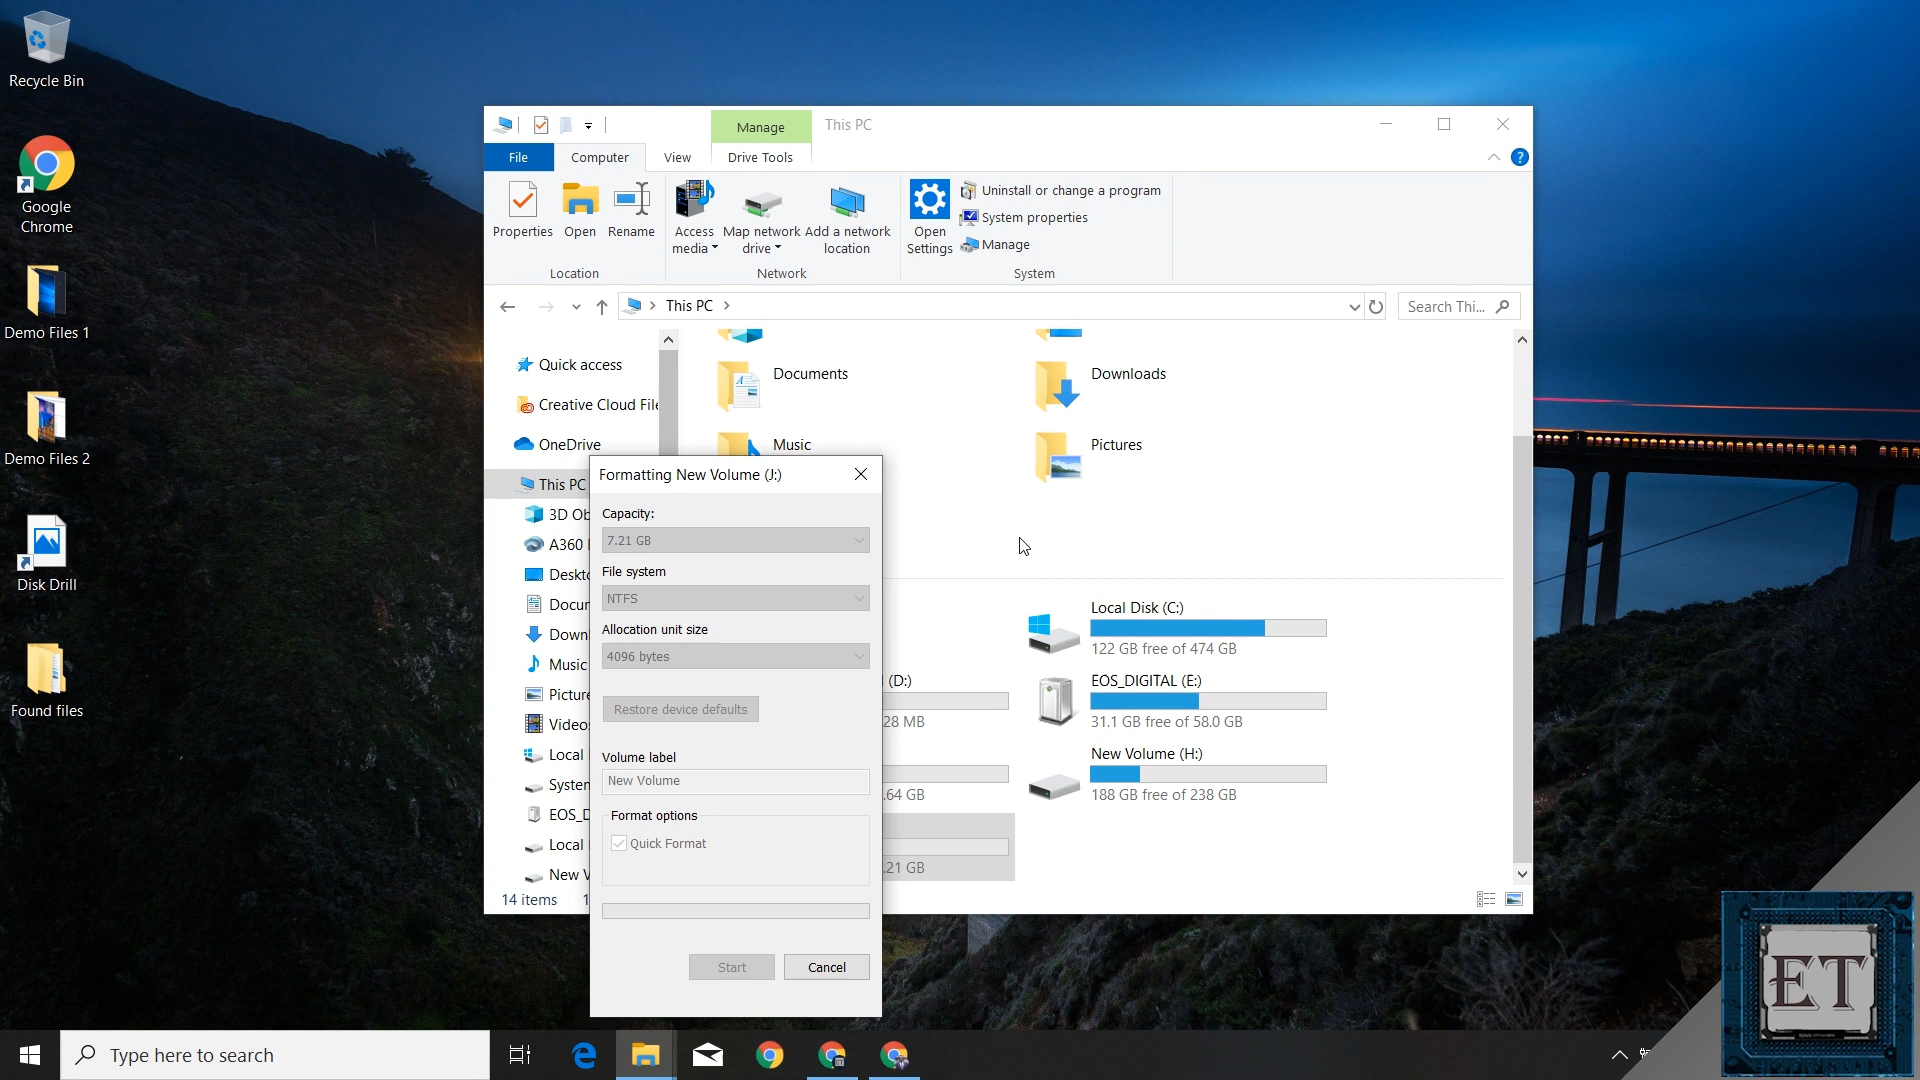 Recycle Bin
Google
Chrome
Demo Files 1
Demo Files 2
Disk Drill
Found files
Manage
This PC
File
Computer
View
Drive Tools
Properties
Open
Rename
Access
media
Map network
drive
Add a network
location
Open
Settings
Uninstall or change a program
System properties
Manage
Location
Network
System
This PC
Search Thi...
Quick access
Creative Cloud File
OneDrive
This PC
3D Ob
A360
Deskto
Docur
Down
Music
Picture
Video
Local
System
EOS_D
Local
New V
14 items
Documents
Downloads
Music
Pictures
Local Disk (C:)
122 GB free of 474 GB
(D:)
28 MB
EOS_DIGITAL (E:)
31.1 GB free of 58.0 GB
New Volume (H:)
.64 GB
188 GB free of 238 GB
.21 GB
Formatting New Volume (J:)
Capacity:
7.21 GB
File system
NTFS
Allocation unit size
4096 bytes
Restore device defaults
Volume label
New Volume
Format options
Quick Format
Start
Cancel
Type here to search
ET